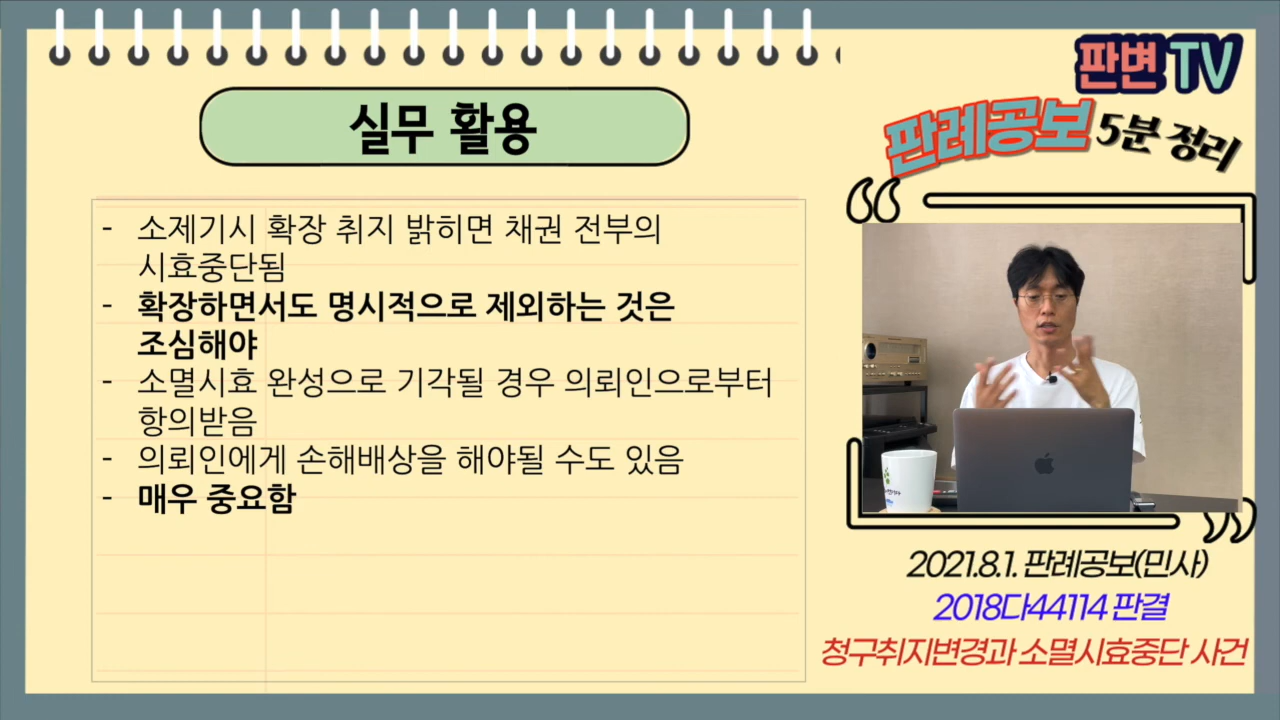 판변 TV
판례공보 5분 정리
실무 활용
- 소제기시 확장 취지 밝히면 채권 전부의
시효중단됨
- 확장하면서도 명시적으로 제외하는 것은
조심해야
- 소멸시효 완성으로 기각될 경우 의뢰인으로부터
항의받음
- 의뢰인에게 손해배상을 해야될 수도 있음
- 매우 중요함
2021.8.1. 판례공보(민사)
2018다44114 판결
청구취지변경과 소멸시효중단 사건